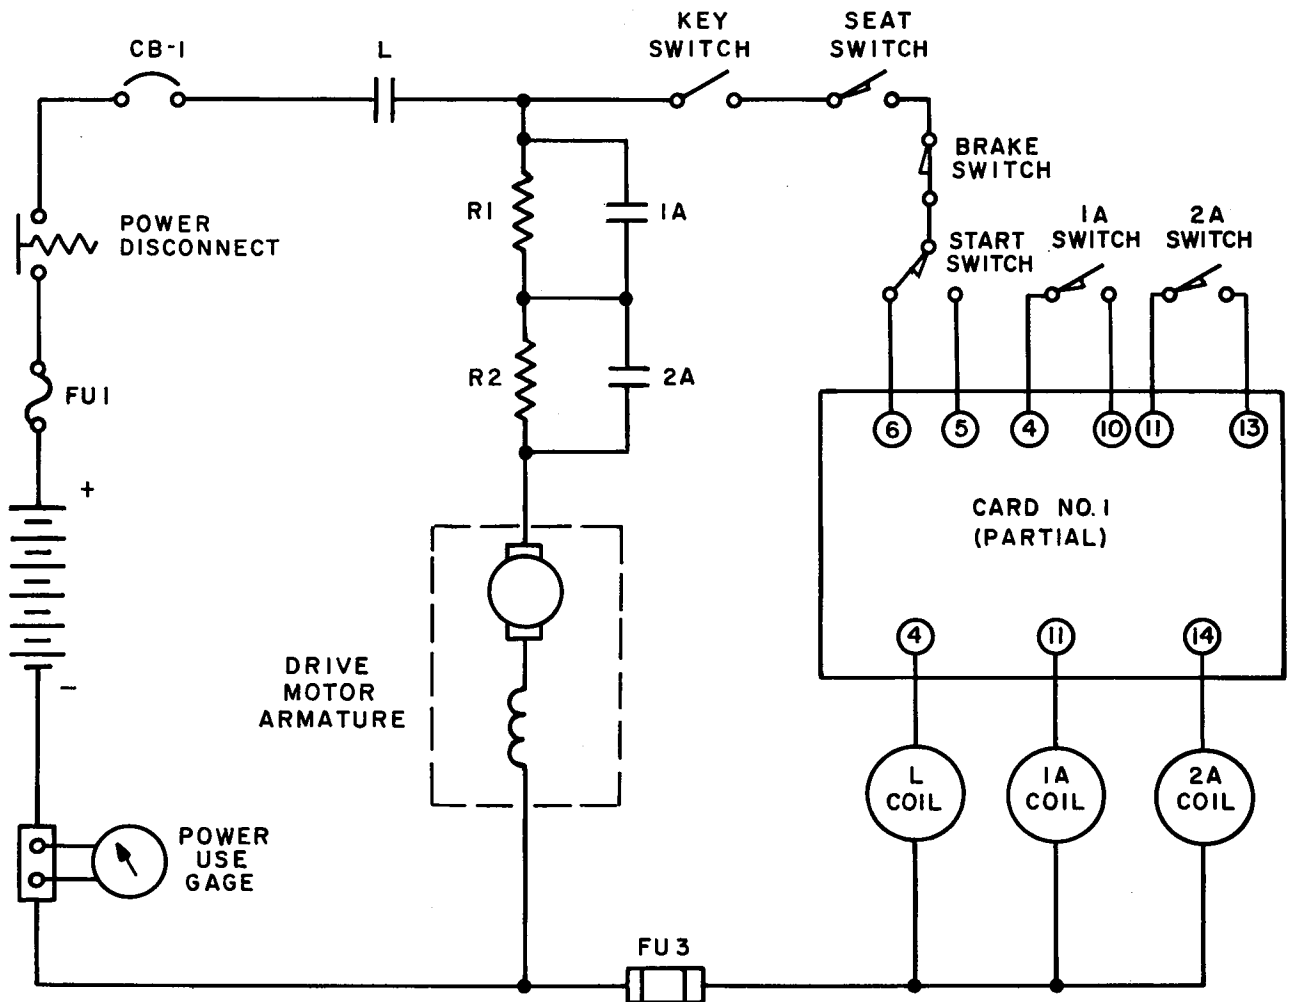 KEY
SWITCH
SEAT
SWITCH
CB-1
L
BRAKE
SWITCH
POWER
DISCONNECT
R1
1A
START
SWITCH
1A
SWITCH
2A
SWITCH
FU1
R2
2A
6
5
4
10
11
13
+
CARD NO.1
(PARTIAL)
−
4
11
14
DRIVE
MOTOR
ARMATURE
L
COIL
1A
COIL
2A
COIL
POWER
USE
GAGE
FU3